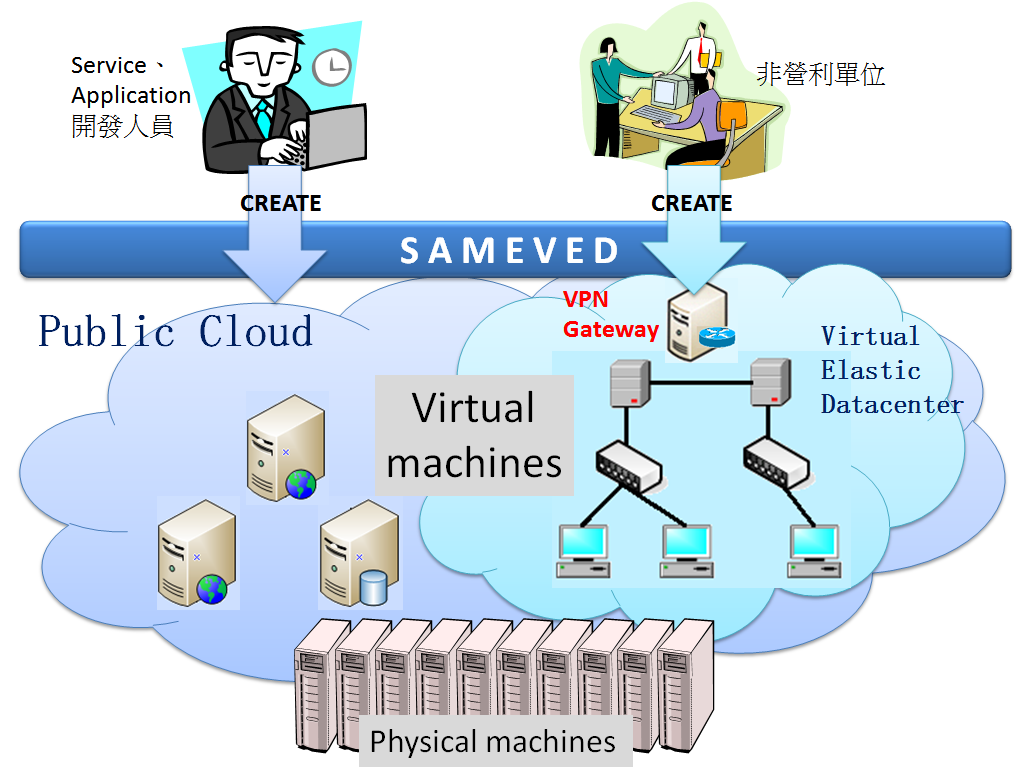 Service、
Application
開發人員
非營利單位
CREATE
CREATE
SAMEVED
Public Cloud
VPN
Gateway
Virtual
Elastic
Datacenter
Virtual
machines
Physical machines